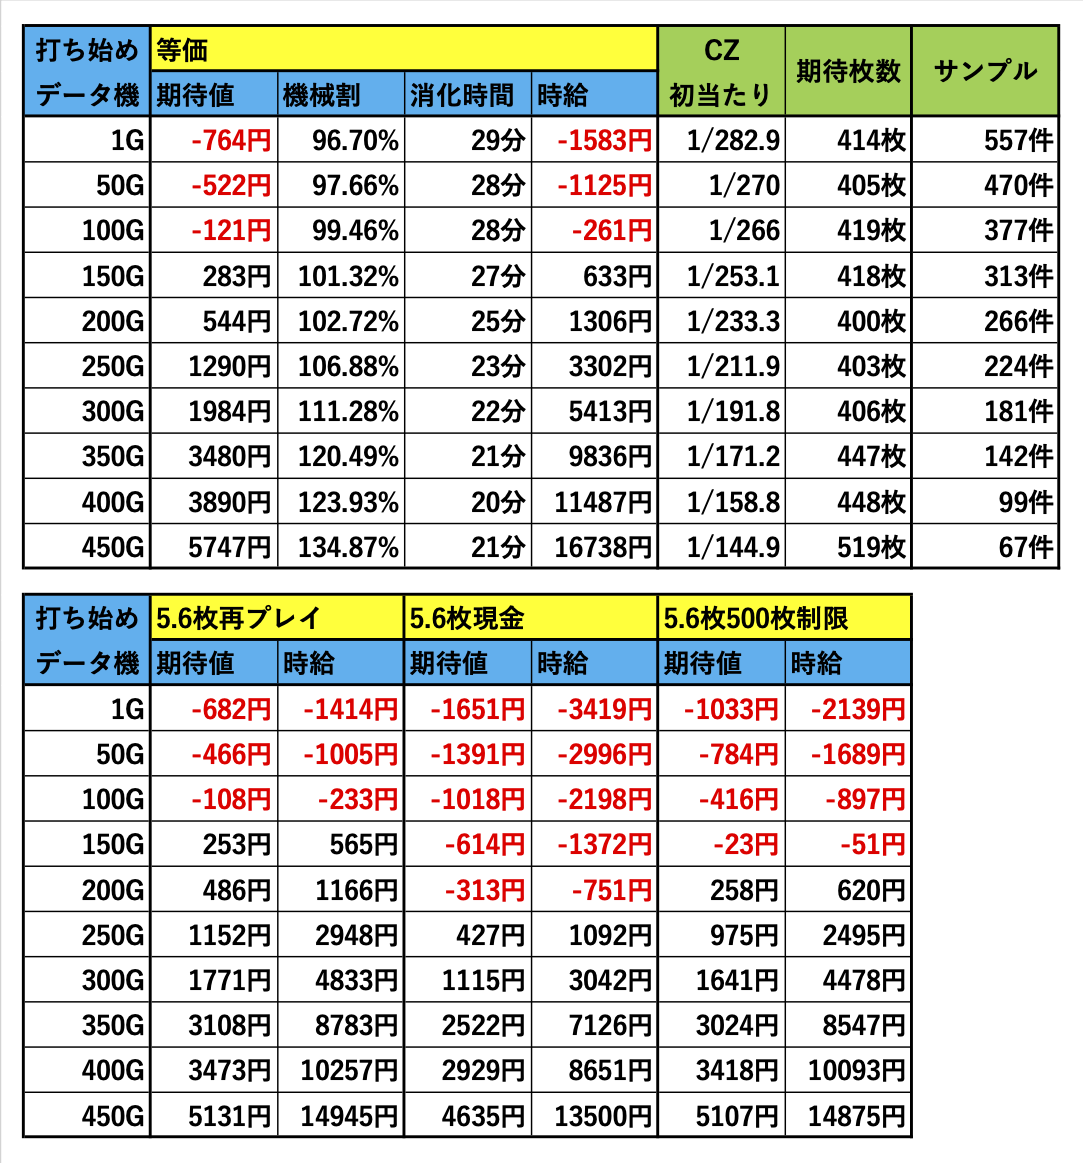 打ち始め 等価 CZ 期待枚数 サンプル
データ機 期待値 機械割 消化時間 時給 初当たり
1G -764円 96.70% 29分 -1583円 1/282.9 414枚 557件
50G -522円 97.66% 28分 -1125円 1/270 405枚 470件
100G -121円 99.46% 28分 -261円 1/266 419枚 377件
150G 283円 101.32% 27分 633円 1/253.1 418枚 313件
200G 544円 102.72% 25分 1306円 1/233.3 400枚 266件
250G 1290円 106.88% 23分 3302円 1/211.9 403枚 224件
300G 1984円 111.28% 22分 5413円 1/191.8 406枚 181件
350G 3480円 120.49% 21分 9836円 1/171.2 447枚 142件
400G 3890円 123.93% 20分 11487円 1/158.8 448枚 99件
450G 5747円 134.87% 21分 16738円 1/144.9 519枚 67件
打ち始め 5.6枚再プレイ 5.6枚現金 5.6枚500枚制限
データ機 期待値 時給 期待値 時給 期待値 時給
1G -682円 -1414円 -1651円 -3419円 -1033円 -2139円
50G -466円 -1005円 -1391円 -2996円 -784円 -1689円
100G -108円 -233円 -1018円 -2198円 -416円 -897円
150G 253円 565円 -614円 -1372円 -23円 -51円
200G 486円 1166円 -313円 -751円 258円 620円
250G 1152円 2948円 427円 1092円 975円 2495円
300G 1771円 4833円 1115円 3042円 1641円 4478円
350G 3108円 8783円 2522円 7126円 3024円 8547円
400G 3473円 10257円 2929円 8651円 3418円 10093円
450G 5131円 14945円 4635円 13500円 5107円 14875円